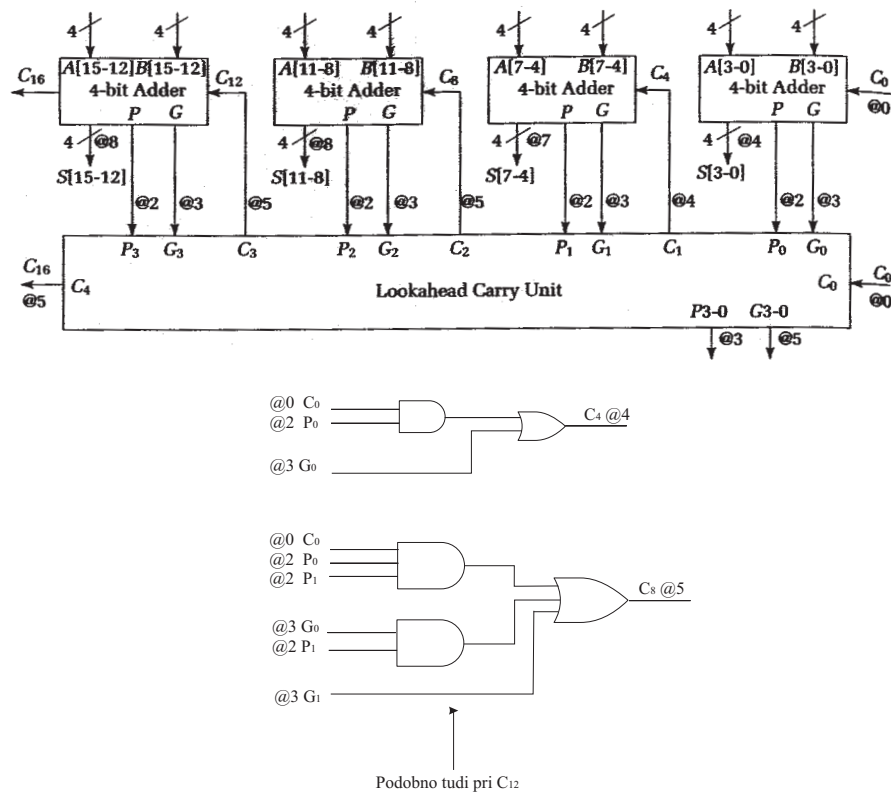 4 4 4 4 4 4 4 4
A[15-12] B[15-12] A[11-8] B[11-8] A[7-4] B[7-4] A[3-0] B[3-0]
C16 C12 C8 C4 C0
4-bit Adder 4-bit Adder 4-bit Adder 4-bit Adder
@0
P G P G P G P G
4 @8 4 @8 4 @7 4 @4
S[15-12] S[11-8] S[7-4] S[3-0]
@2 @3 @5 @2 @3 @5 @2 @3 @4 @2 @3
P3 G3 C3 P2 G2 C2 P1 G1 C1 P0 G0
C16 C4 Lookahead Carry Unit C0 C0
@5 @0
P3-0 G3-0
@3 @5
@0 C0
@2 P0
C4 @4
@3 G0
@0 C0
@2 P0
@2 P1
C8 @5
@3 G0
@2 P1
@3 G1
Podobno tudi pri C12